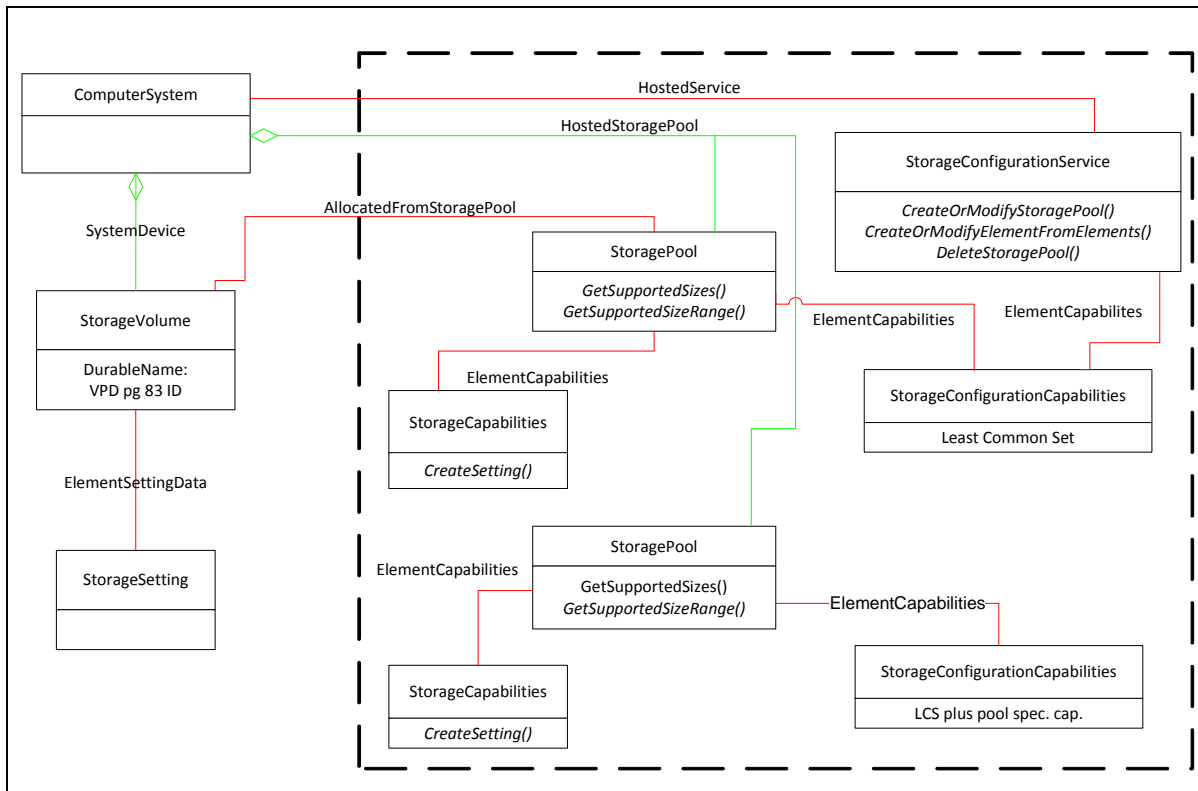 ComputerSystem
HostedService
HostedStoragePool
StorageConfigurationService
CreateOrModifyStoragePool()
CreateOrModifyElementFromElements()
DeleteStoragePool()
AllocatedFromStoragePool
SystemDevice
StoragePool
GetSupportedSizes()
GetSupportedSizeRange()
StorageVolume
DurableName:
VPD pg 83 ID
ElementCapabilities
ElementCapabilites
ElementCapabilities
StorageCapabilities
CreateSetting()
StorageConfigurationCapabilities
Least Common Set
ElementSettingData
StorageSetting
StoragePool
GetSupportedSizes()
GetSupportedSizeRange()
ElementCapabilities
ElementCapabilities
StorageCapabilities
CreateSetting()
StorageConfigurationCapabilities
LCS plus pool spec. cap.